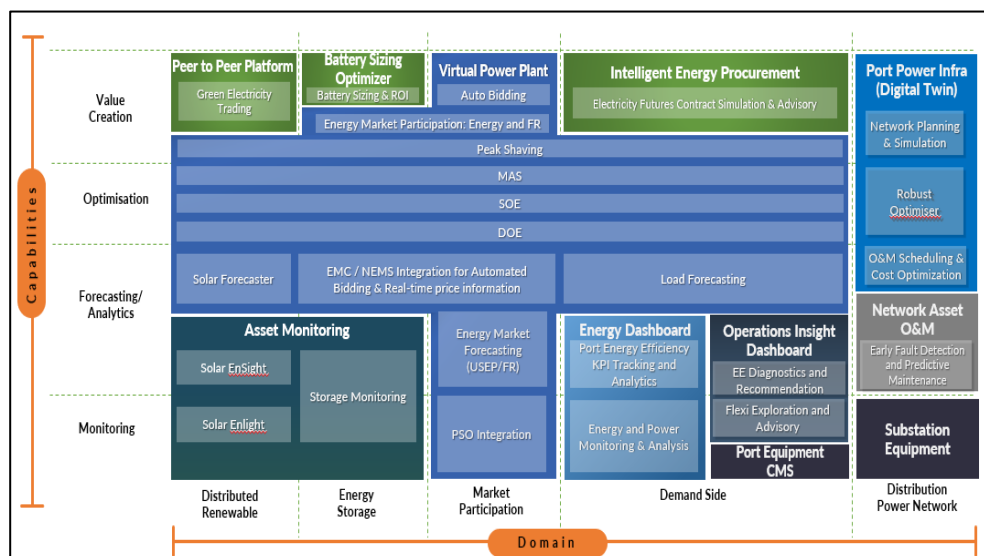 Peer to Peer Platform
Green Electricity
Trading
Battery Sizing
Optimizer
Battery Sizing & ROI
Virtual Power Plant
Auto Bidding
Energy Market Participation: Energy and FR
Intelligent Energy Procurement
Electricity Futures Contract Simulation & Advisory
Port Power Infra
(Digital Twin)
Network Planning
& Simulation
Robust
Optimiser
O&M Scheduling &
Cost Optimization
Value
Creation
Peak Shaving
MAS
Optimisation
SOE
DOE
Forecasting/
Analytics
Solar Forecaster
EMC / NEMS Integration for Automated
Bidding & Real-time price information
Load Forecasting
Asset Monitoring
Solar EnSight
Solar Enlight
Storage Monitoring
Energy Market
Forecasting
(USEP/FR)
PSO Integration
Energy Dashboard
Port Energy Efficiency
KPI Tracking and
Analytics
Energy and Power
Monitoring & Analysis
Operations Insight
Dashboard
EE Diagnostics and
Recommendation
Flexi Exploration and
Advisory
Port Equipment
CMS
Network Asset
O&M
Early Fault Detection
and Predictive
Maintenance
Substation
Equipment
Monitoring
Capabilities
Distributed
Renewable
Energy
Storage
Market
Participation
Demand Side
Distribution
Power Network
Domain